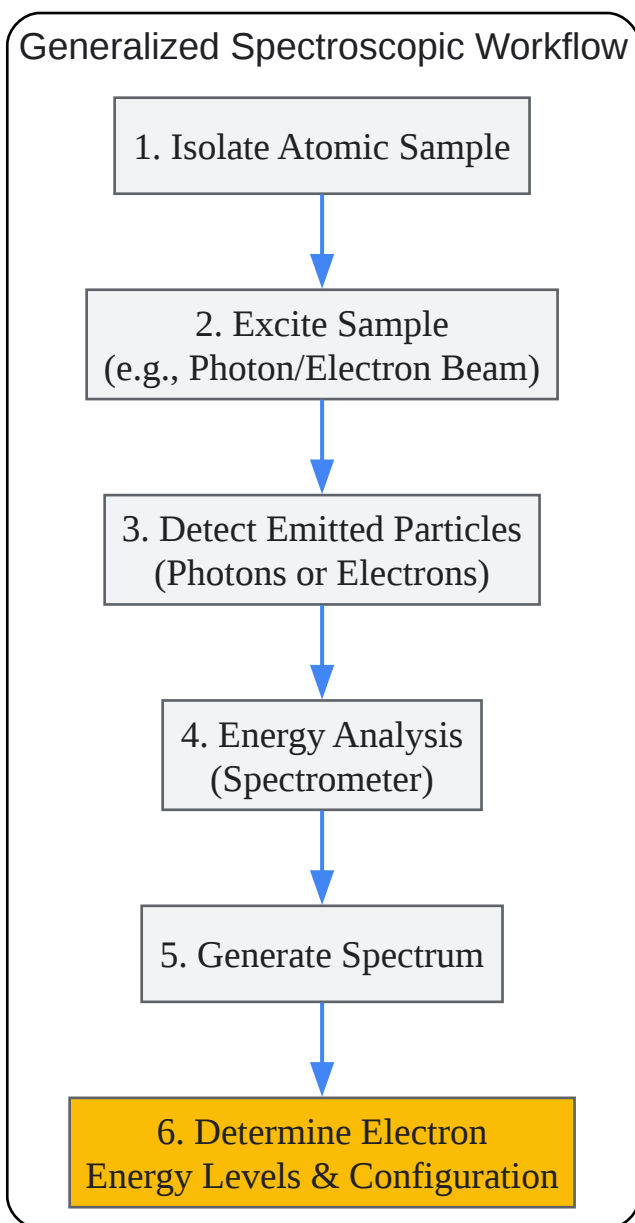 Generalized Spectroscopic Workflow
1. Isolate Atomic Sample
2. Excite Sample
(e.g., Photon/Electron Beam)
3. Detect Emitted Particles
(Photons or Electrons)
4. Energy Analysis
(Spectrometer)
5. Generate Spectrum
6. Determine Electron
Energy Levels & Configuration